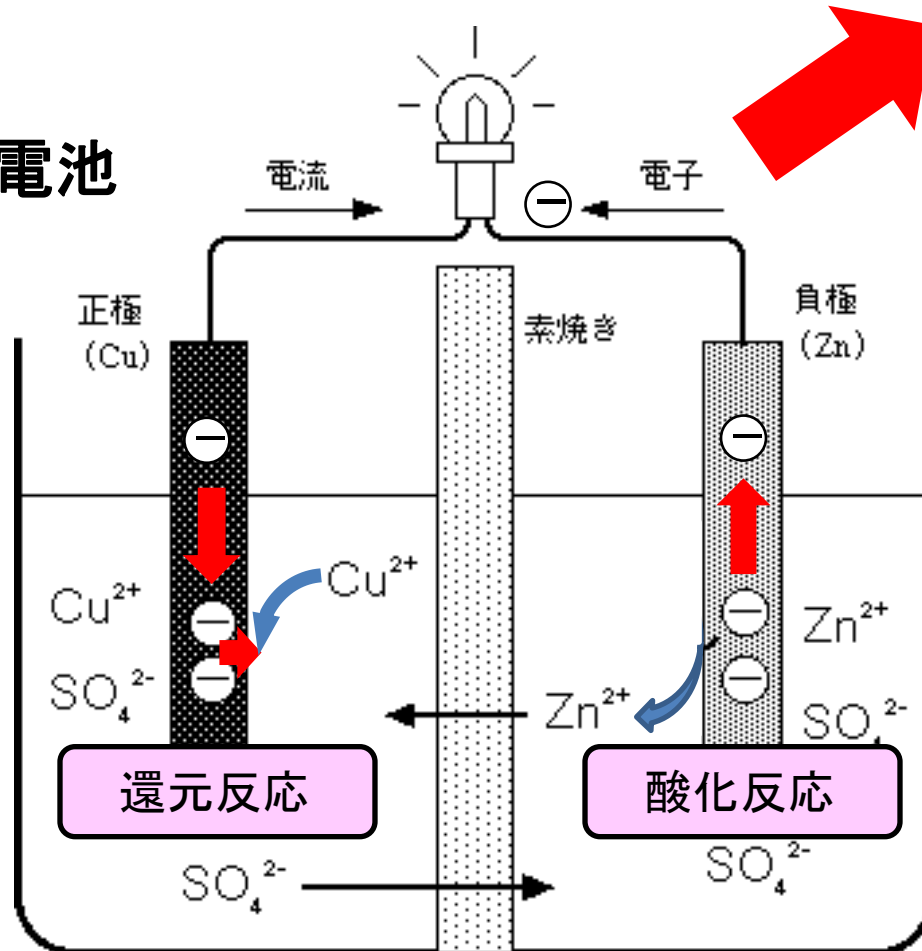 電池
電流
電子
正極
(Cu)
素焼き
負極
(Zn)
Cu²⁺
Cu²⁺
SO₄²⁻
Zn²⁺
Zn²⁺
SO₄²⁻
還元反応
酸化反応
SO₄²⁻
SO₄²⁻